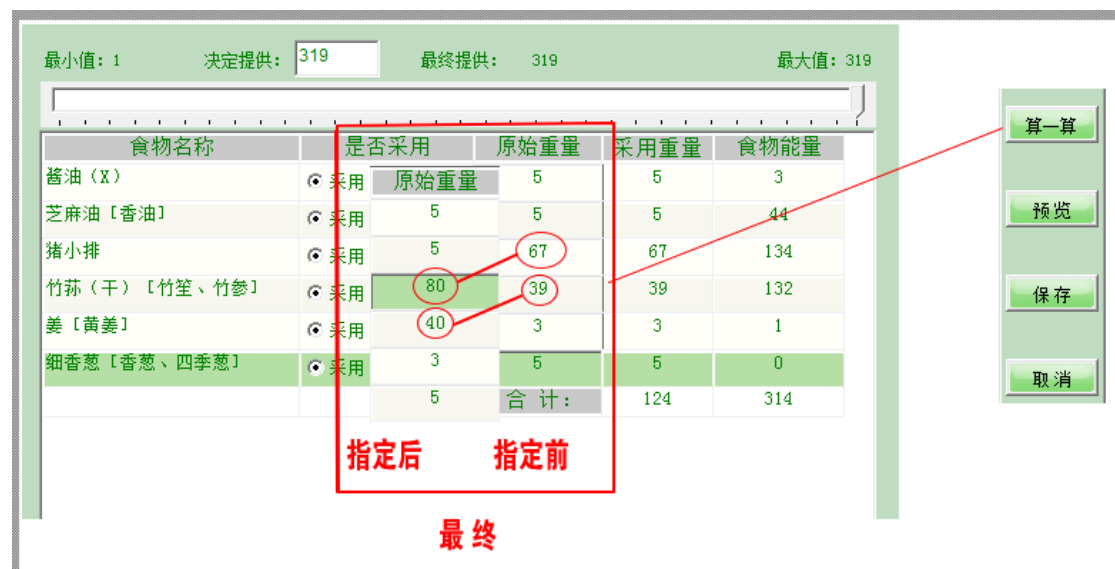 最小值：1 决定提供： 319 最终提供： 319 最大值：319
食物名称 是否采用 原始重量 采用重量 食物能量
酱油（X） 采用 原始重量 5 5 3
芝麻油[香油] 采用 5 5 5 44
猪小排 采用 5 67 67 134
竹荪（干）[竹笙、竹参] 采用 80 39 39 132
姜[黄姜] 采用 40 3 3 1
细香葱[香葱、四季葱] 采用 3 5 5 0
5 合 计： 124 314
指定后 指定前
最 终
算一算
预览
保存
取消